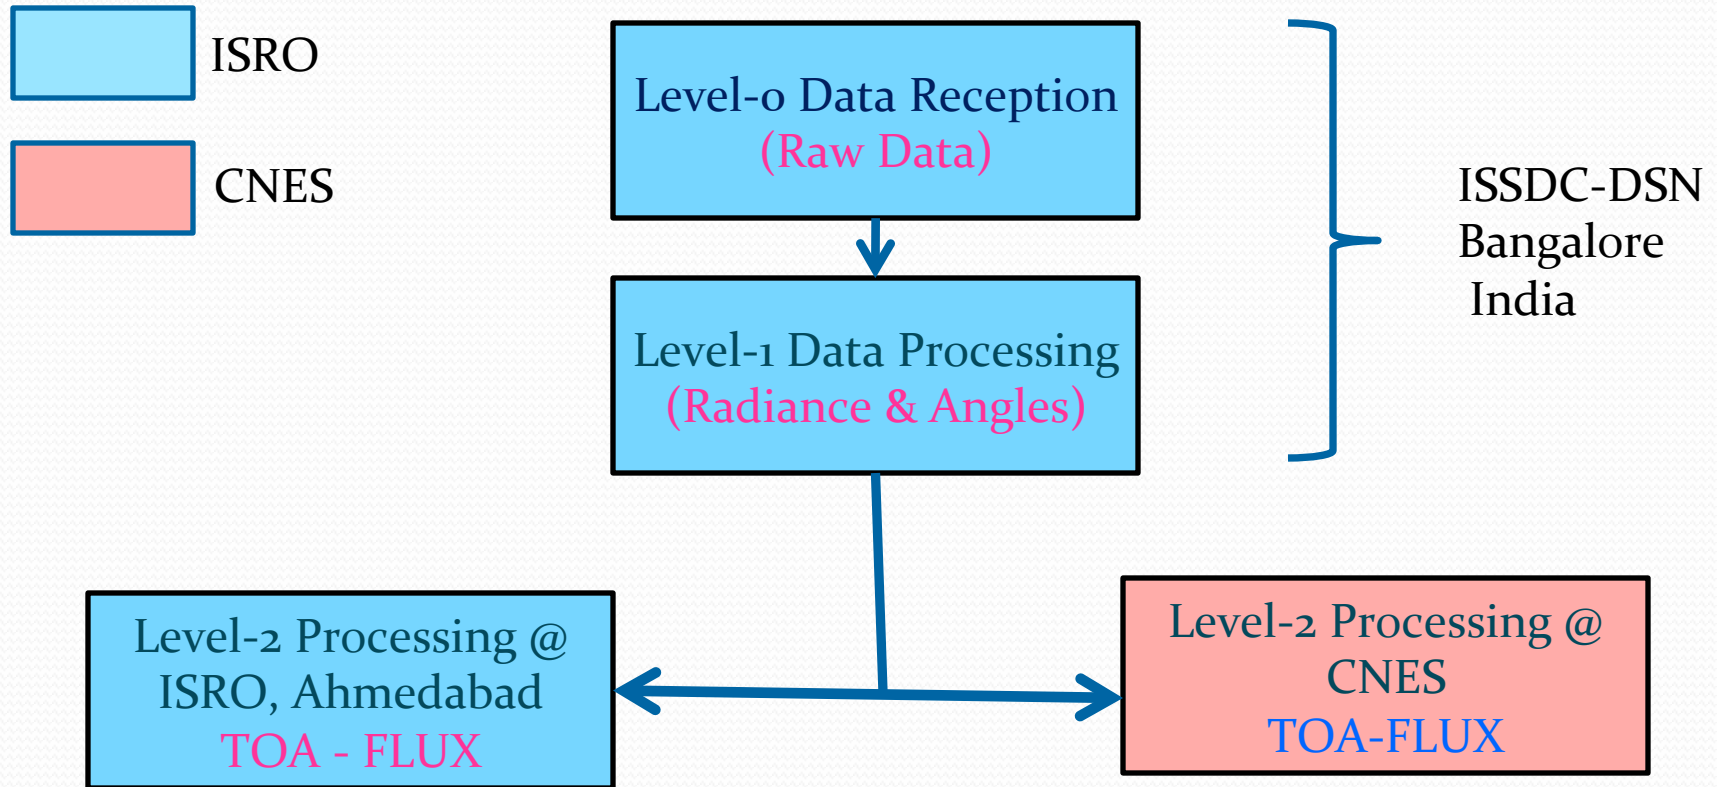 ISRO
CNES
Level-0 Data Reception
(Raw Data)
Level-1 Data Processing
(Radiance & Angles)
ISSDC-DSN
Bangalore
India
Level-2 Processing @
ISRO, Ahmedabad
TOA - FLUX
Level-2 Processing @
CNES
TOA-FLUX